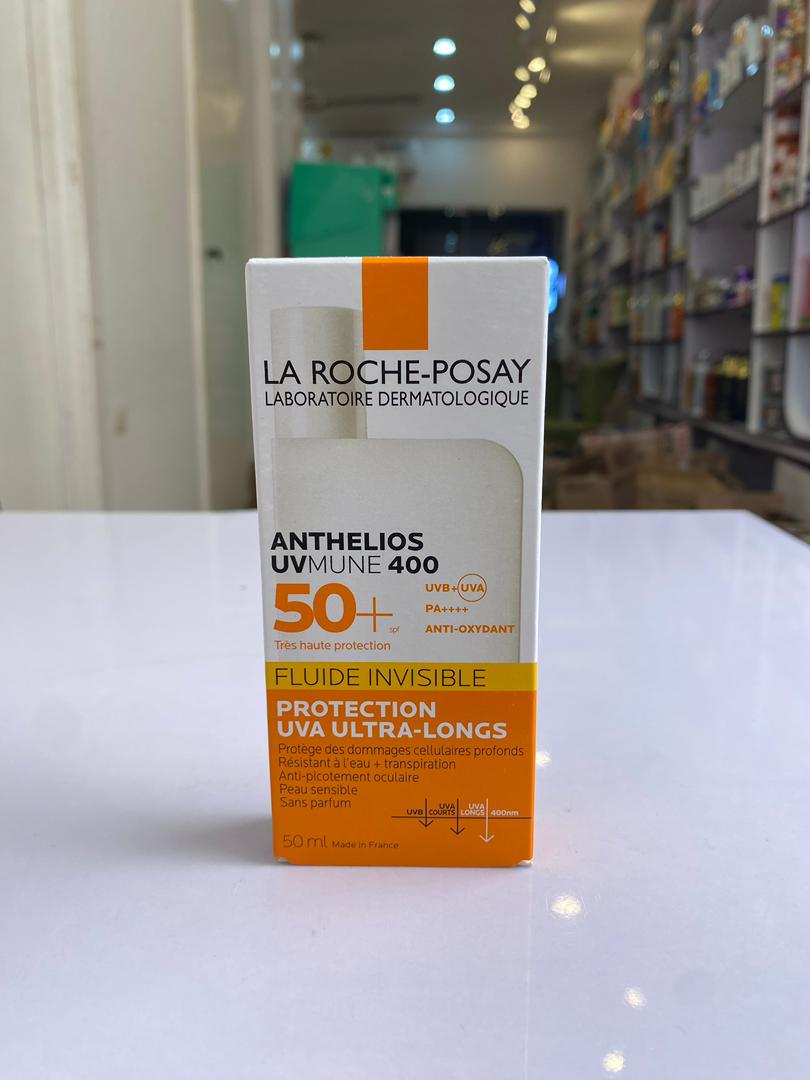 LA ROCHE-POSAY
LABORATOIRE DERMATOLOGIQUE
ANTHELIOS
UVMUNE 400
50+ spf
Très haute protection
UVB+UVA
PA++++
ANTI-OXYDANT
FLUIDE INVISIBLE
PROTECTION
UVA ULTRA-LONGS
Protège des dommages cellulaires profonds
Résistant à l'eau + transpiration
Anti-picotement oculaire
Peau sensible
Sans parfum
UVB UVA COURTS UVA LONGS 400nm
50 ml Made in France